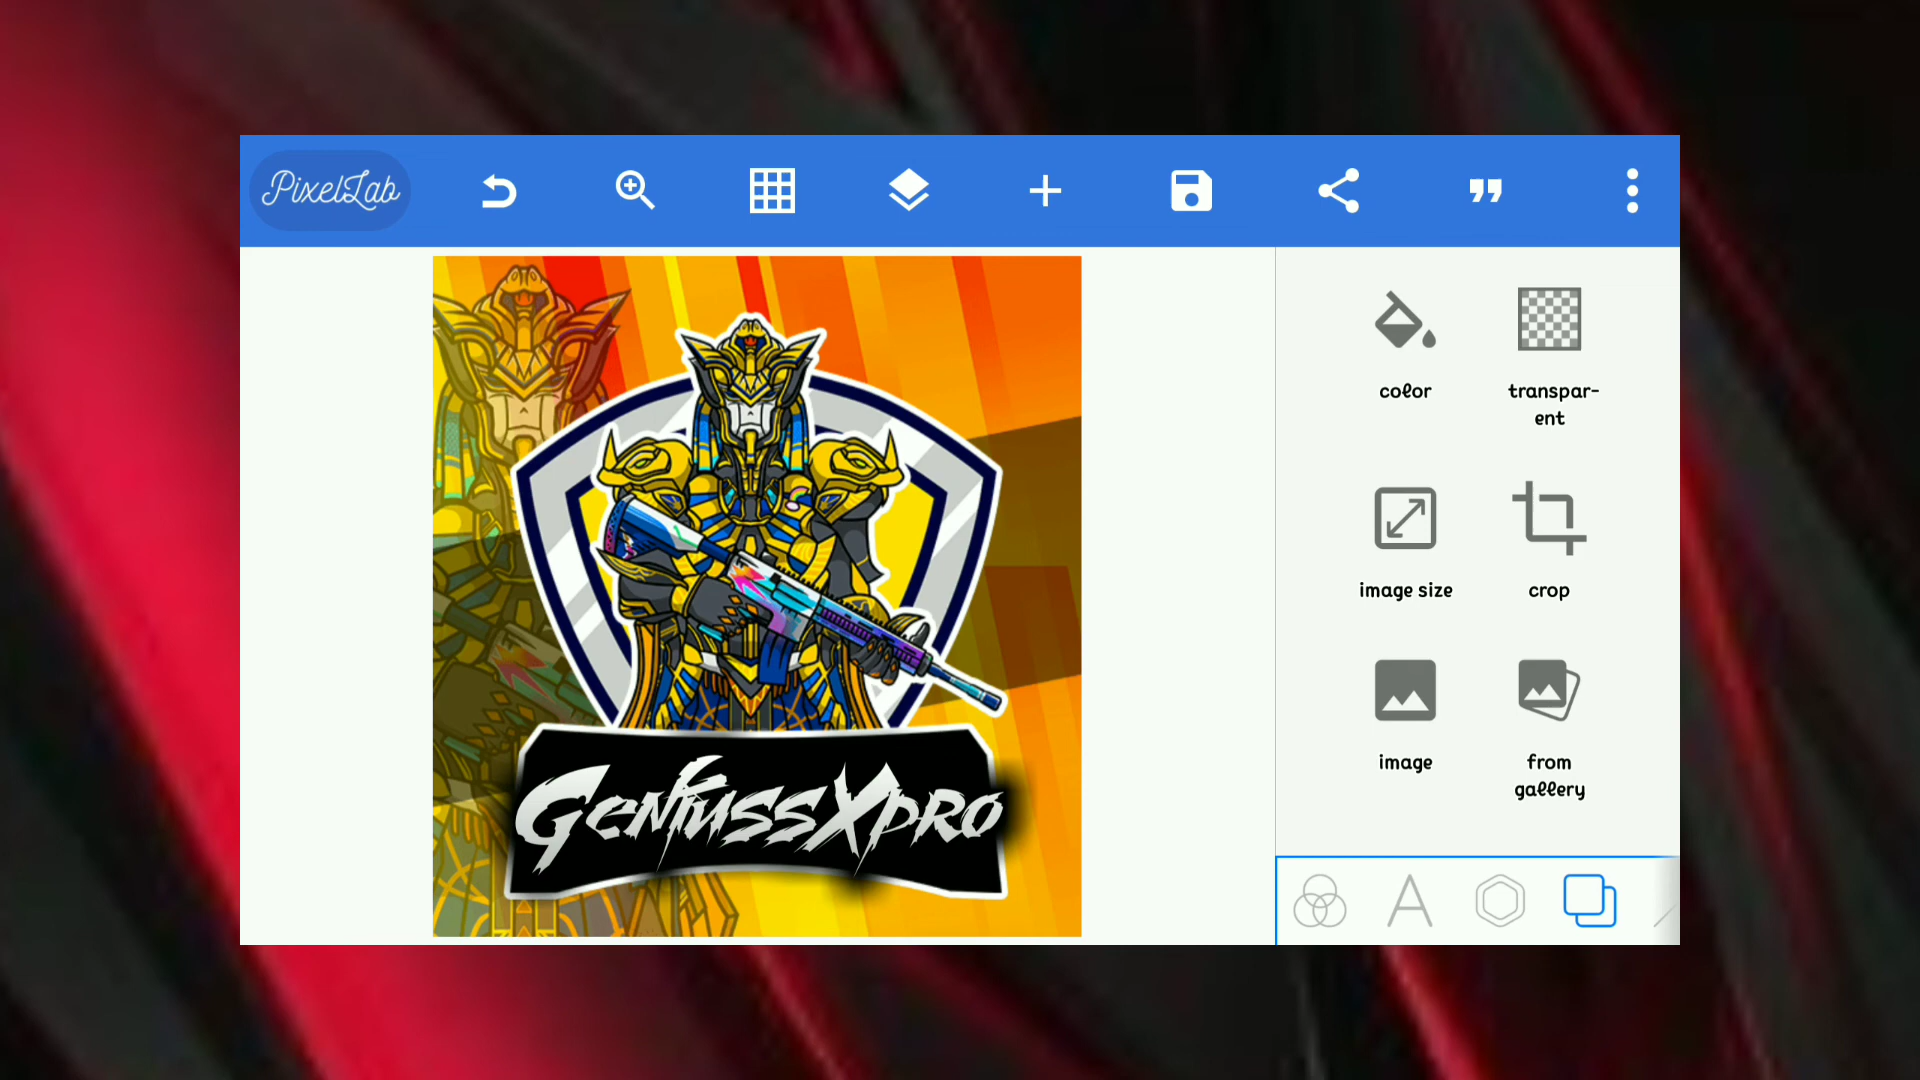 PixelLab
color
transpar-
ent
image size
crop
image
from
gallery
GeniussXpro